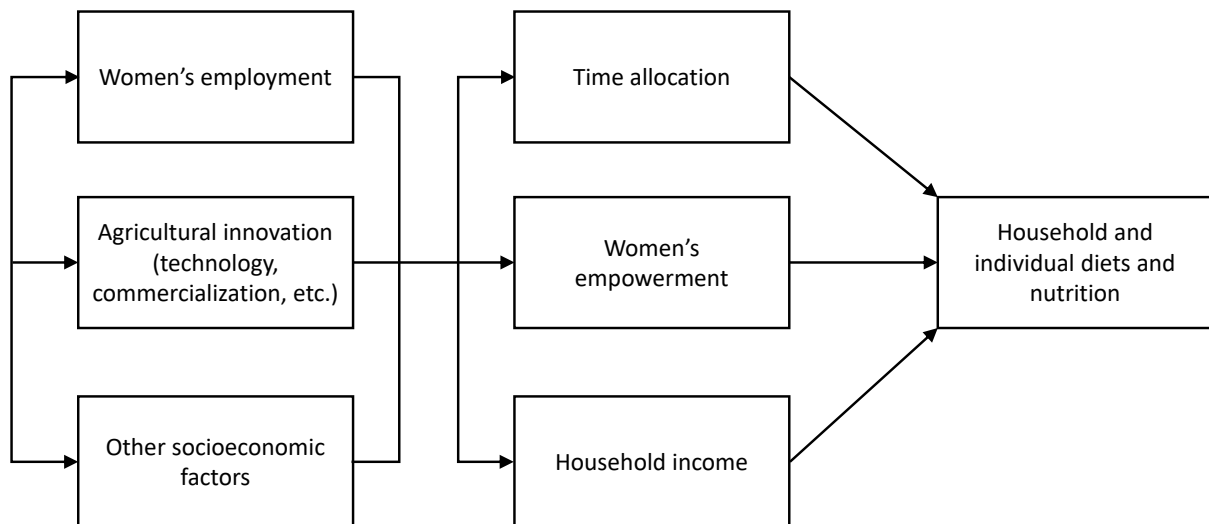 Women’s employment
Agricultural innovation
(technology,
commercialization, etc.)
Other socioeconomic
factors
Time allocation
Women’s
empowerment
Household income
Household and
individual diets and
nutrition